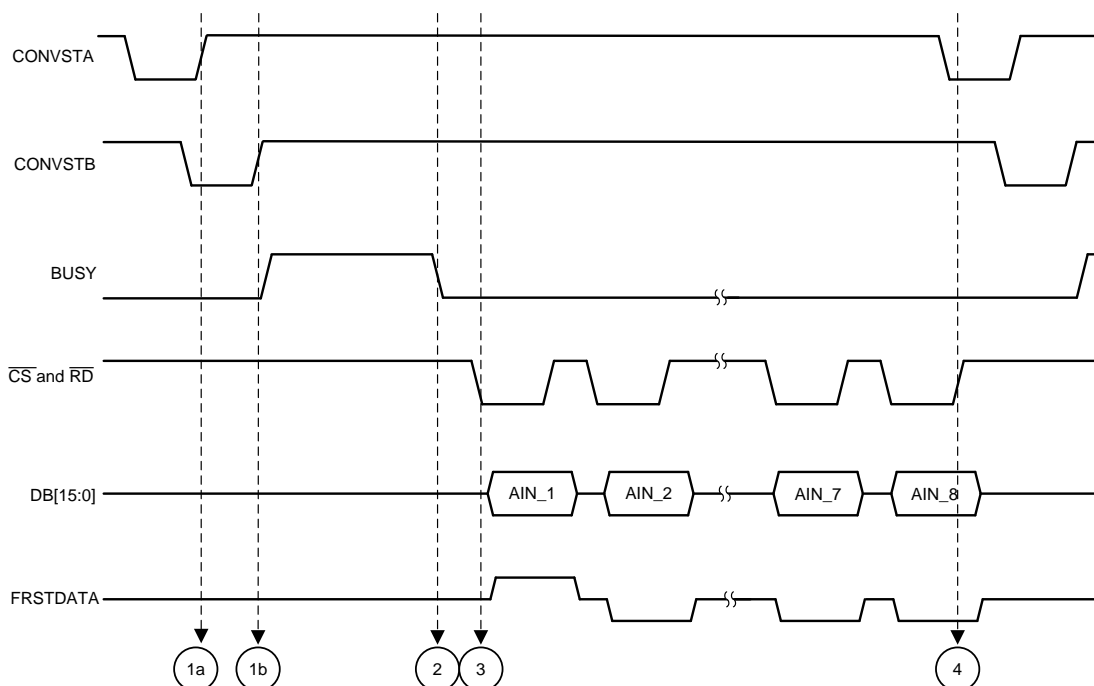 CONVSTA
CONVSTB
BUSY
CS and RD
DB[15:0]
AIN_1
AIN_2
AIN_7
AIN_8
FRSTDATA
1a
1b
2
3
4